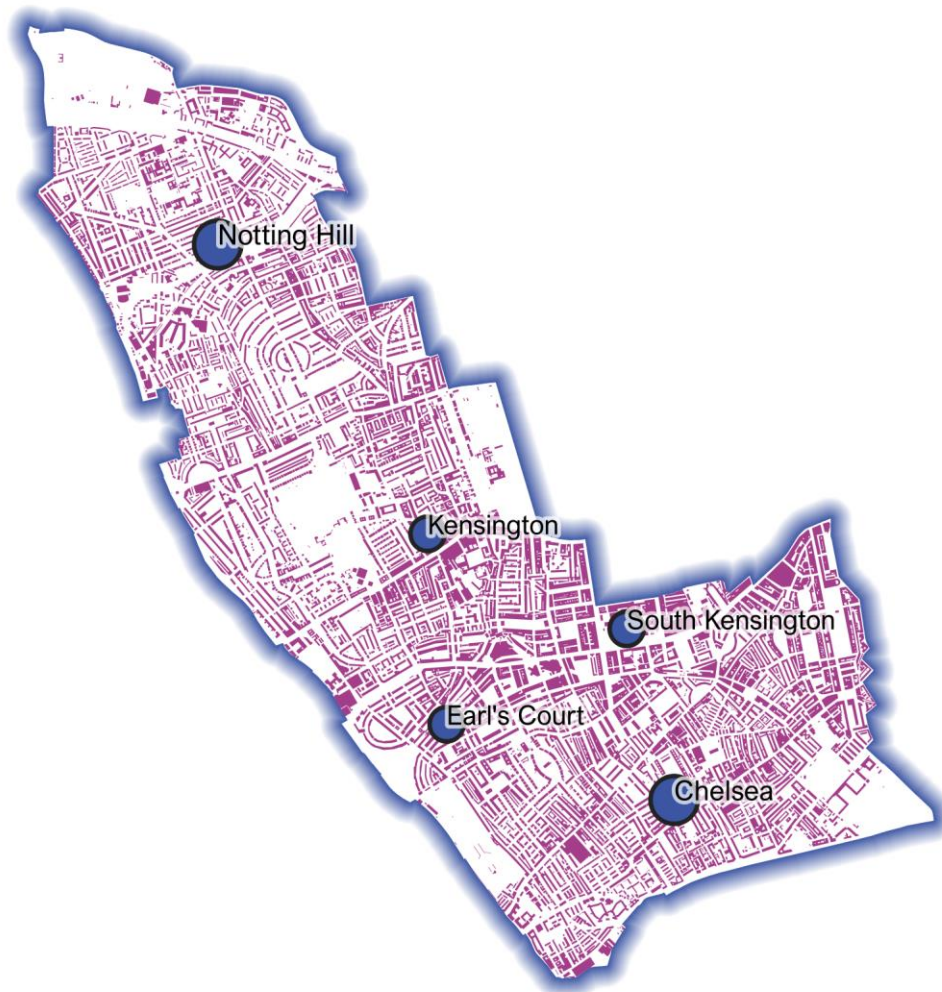 Notting Hill
Kensington
South Kensington
Earl's Court
Chelsea